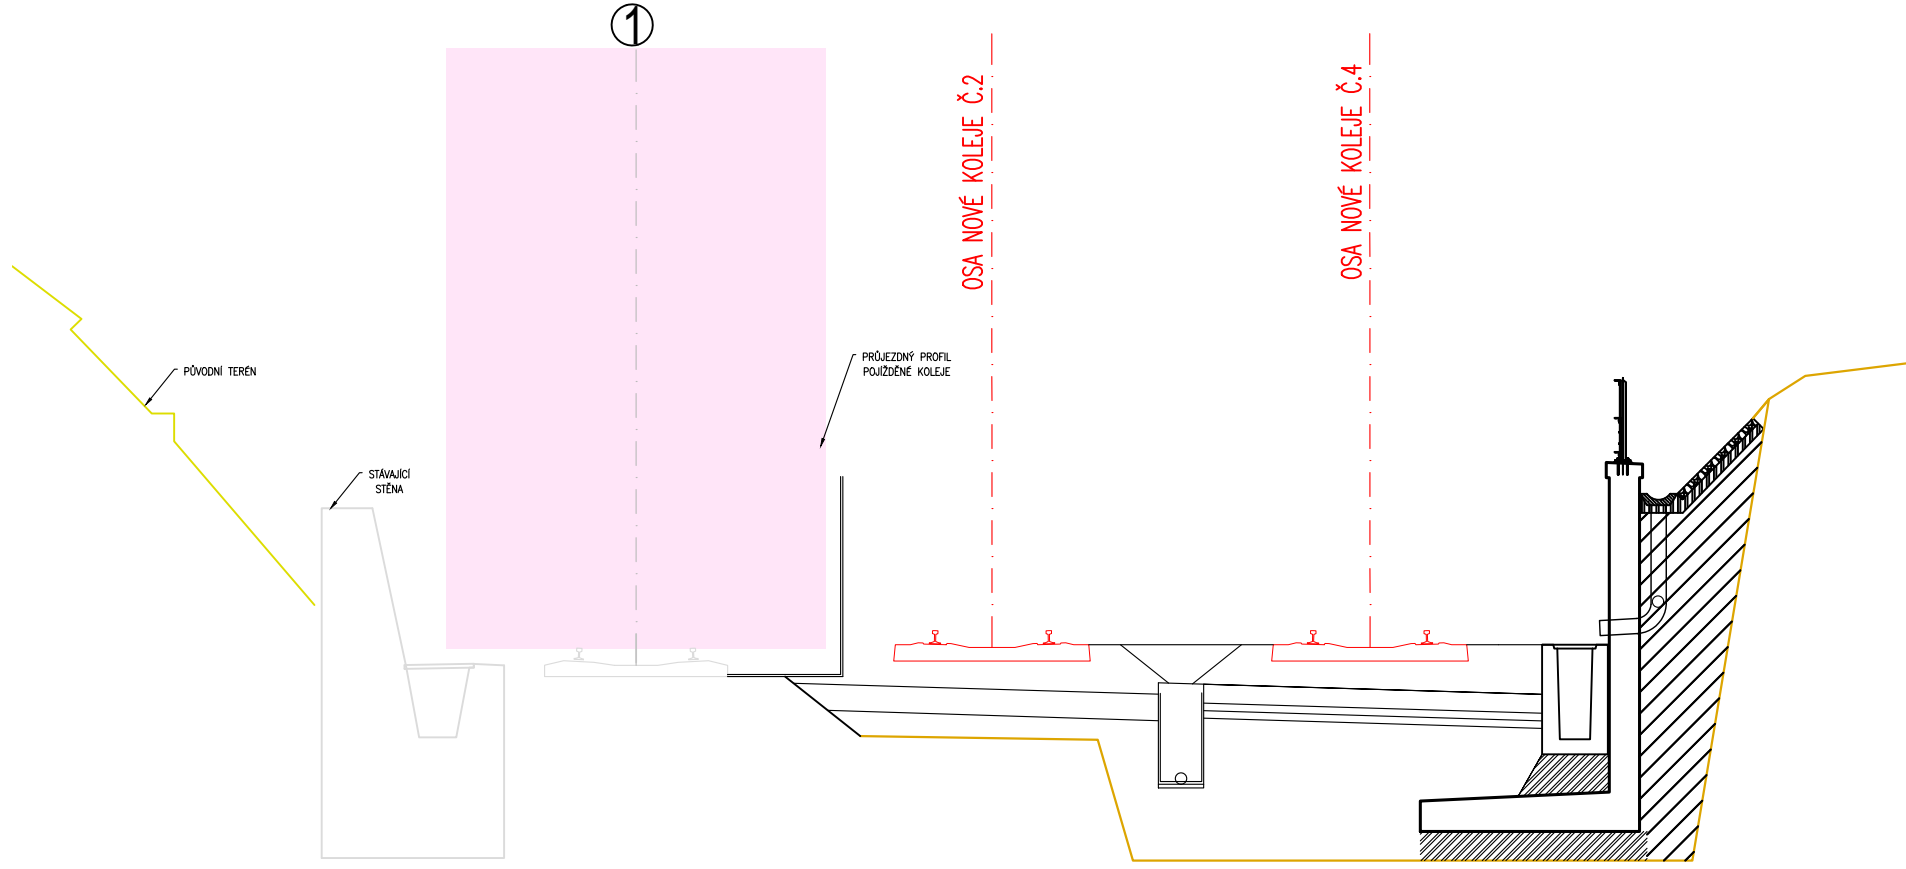 1
OSA NOVÉ KOLEJE Č.2
OSA NOVÉ KOLEJE Č.4
PRŮJEZDNÝ PROFIL
POJÍŽDĚNÉ KOLEJE
PŮVODNÍ TERÉN
STÁVAJÍCÍ
STĚNA